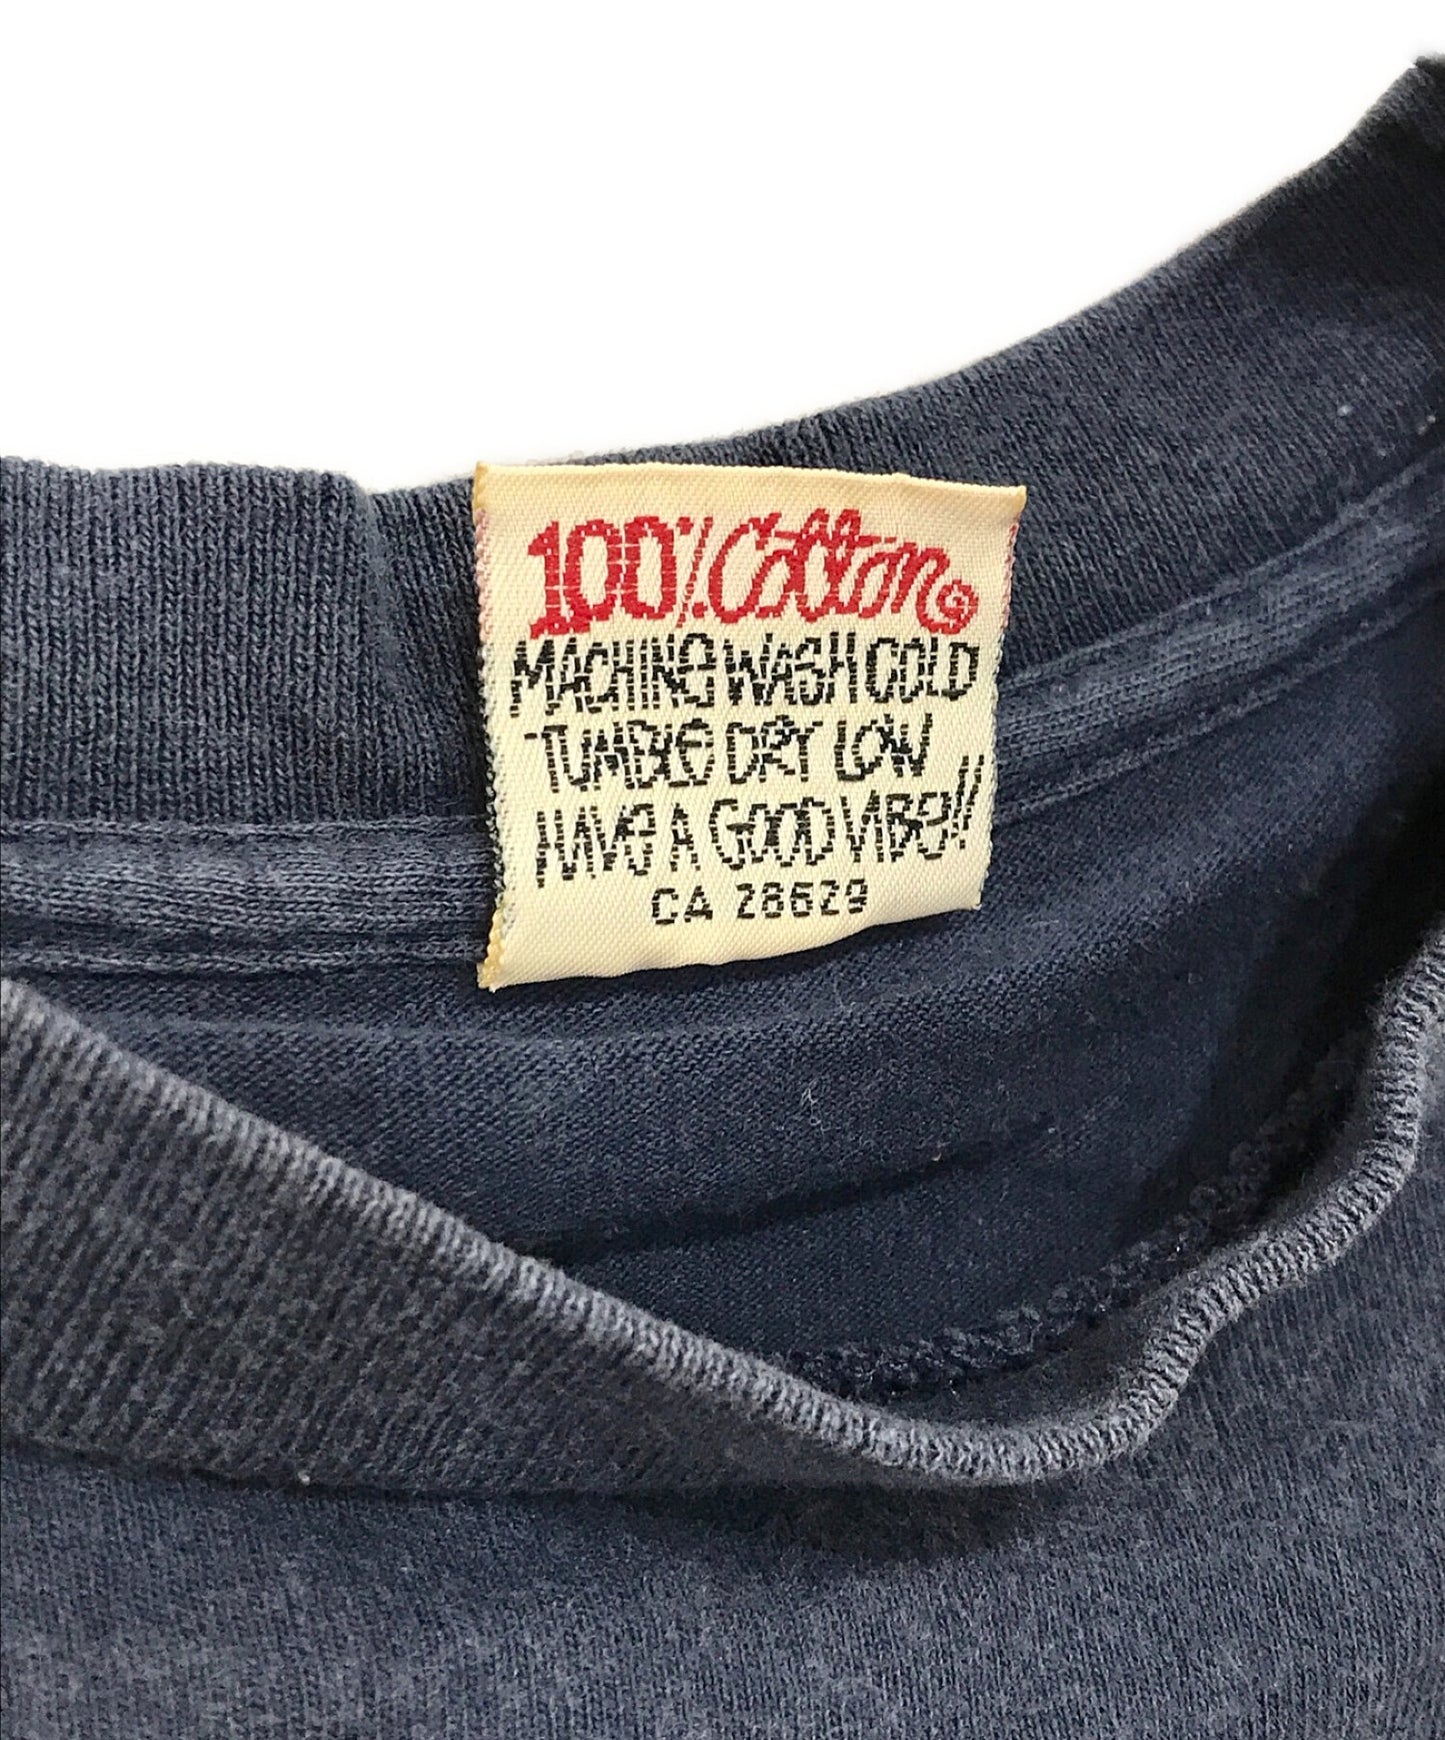 100% Cotton
MACHINE WASH COLD
TUMBLE DRY LOW
HAVE A GOOD VIBE!!
CA 28629